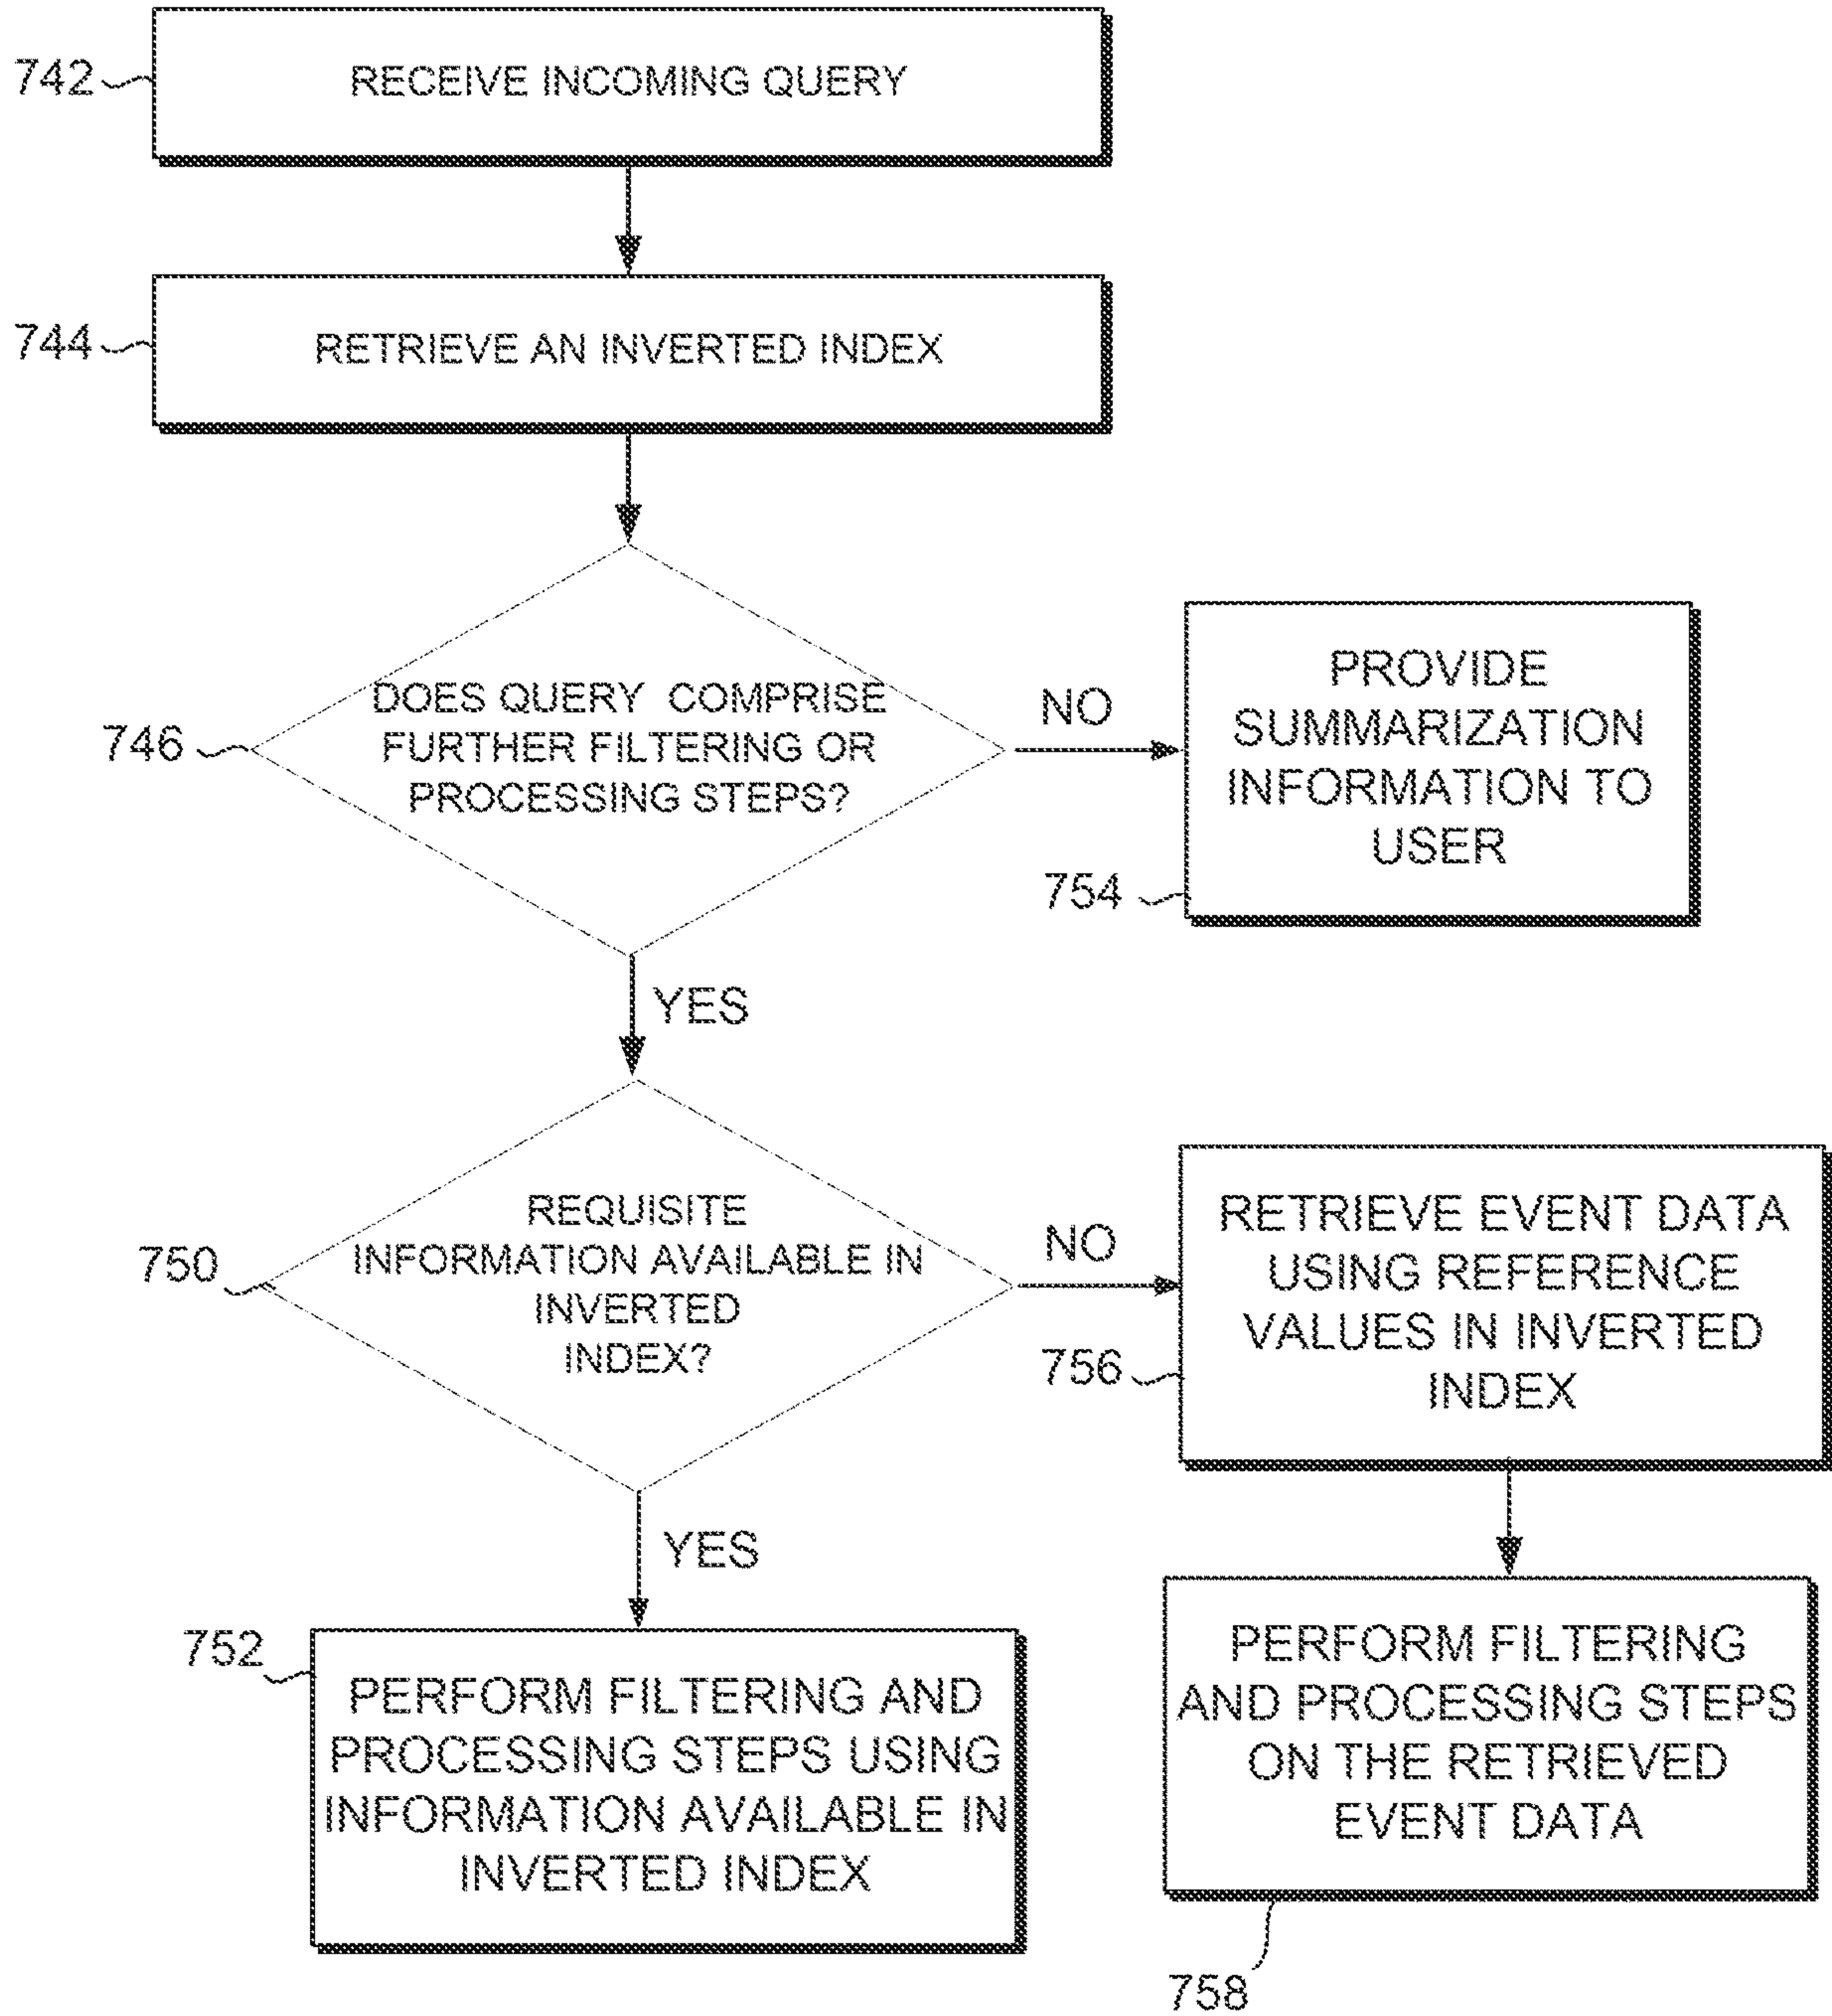 742
RECEIVE INCOMING QUERY
744
RETRIEVE AN INVERTED INDEX
746
DOES QUERY COMPRISE
FURTHER FILTERING OR
PROCESSING STEPS?
NO
PROVIDE
SUMMARIZATION
INFORMATION TO
USER
754
YES
750
REQUISITE
INFORMATION AVAILABLE IN
INVERTED
INDEX?
NO
RETRIEVE EVENT DATA
USING REFERENCE
VALUES IN INVERTED
INDEX
756
YES
752
PERFORM FILTERING AND
PROCESSING STEPS USING
INFORMATION AVAILABLE IN
INVERTED INDEX
PERFORM FILTERING
AND PROCESSING STEPS
ON THE RETRIEVED
EVENT DATA
758